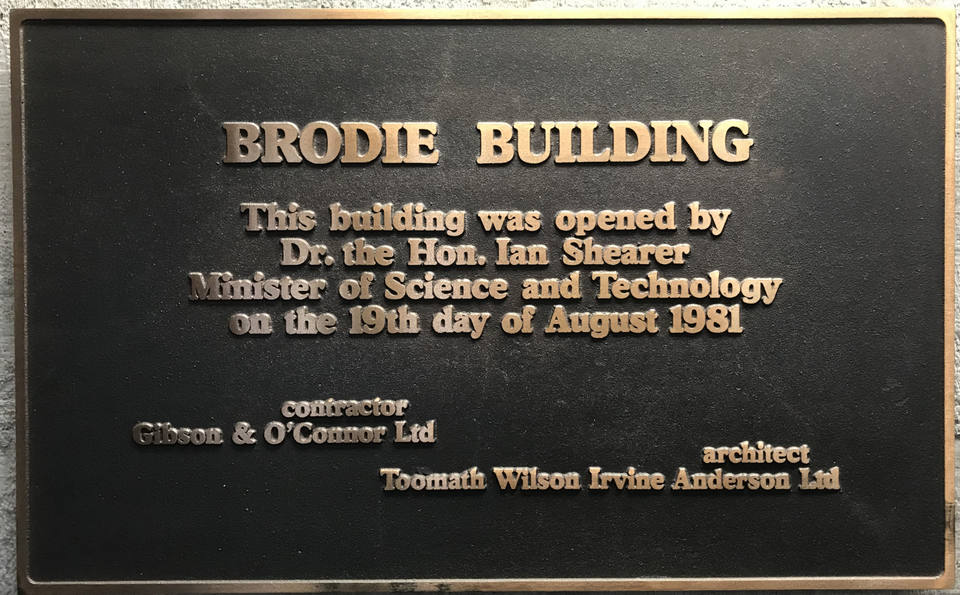 BRODIE BUILDING
This building was opened by
Dr. the Hon. Ian Shearer
Minister of Science and Technology
on the 19th day of August 1981
contractor
Gibson & O'Connor Ltd
architect
Toomath Wilson Irvine Anderson Ltd